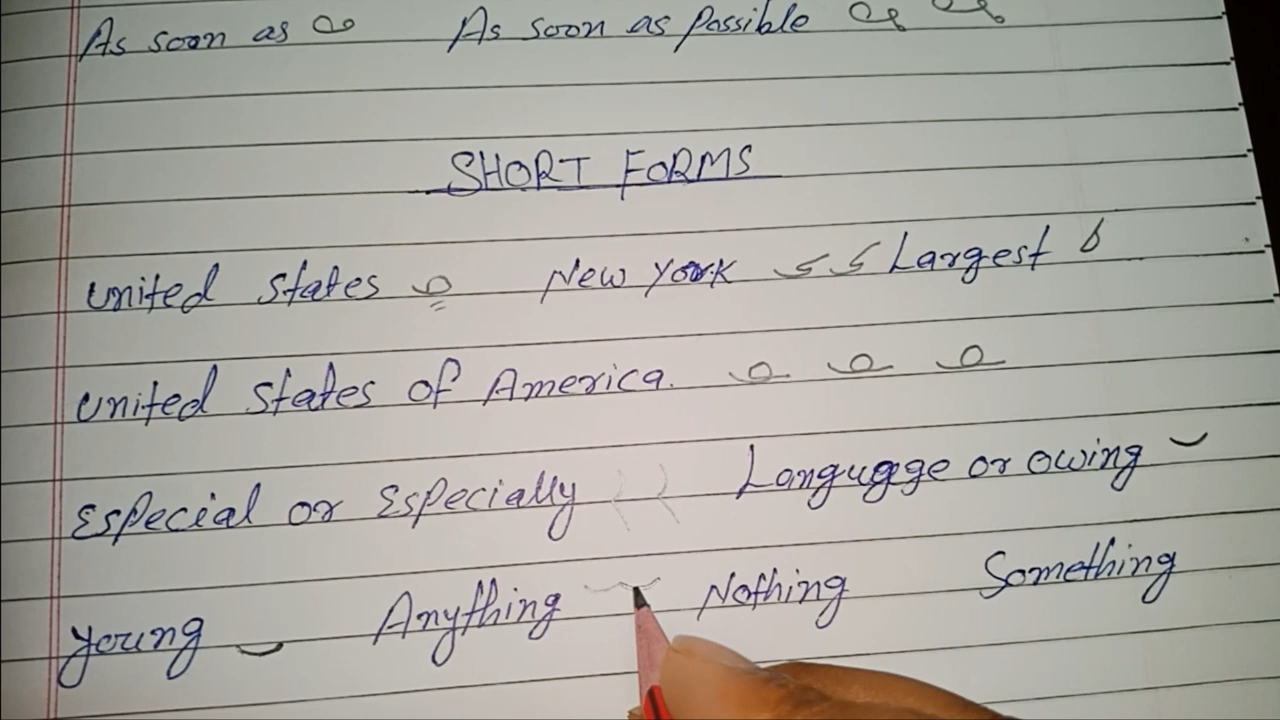 As soon as As soon as Possible
SHORT FORMS
United States New York Largest
United States of America.
Especial or Especially Langugge or owing
Young Anything Nothing Something